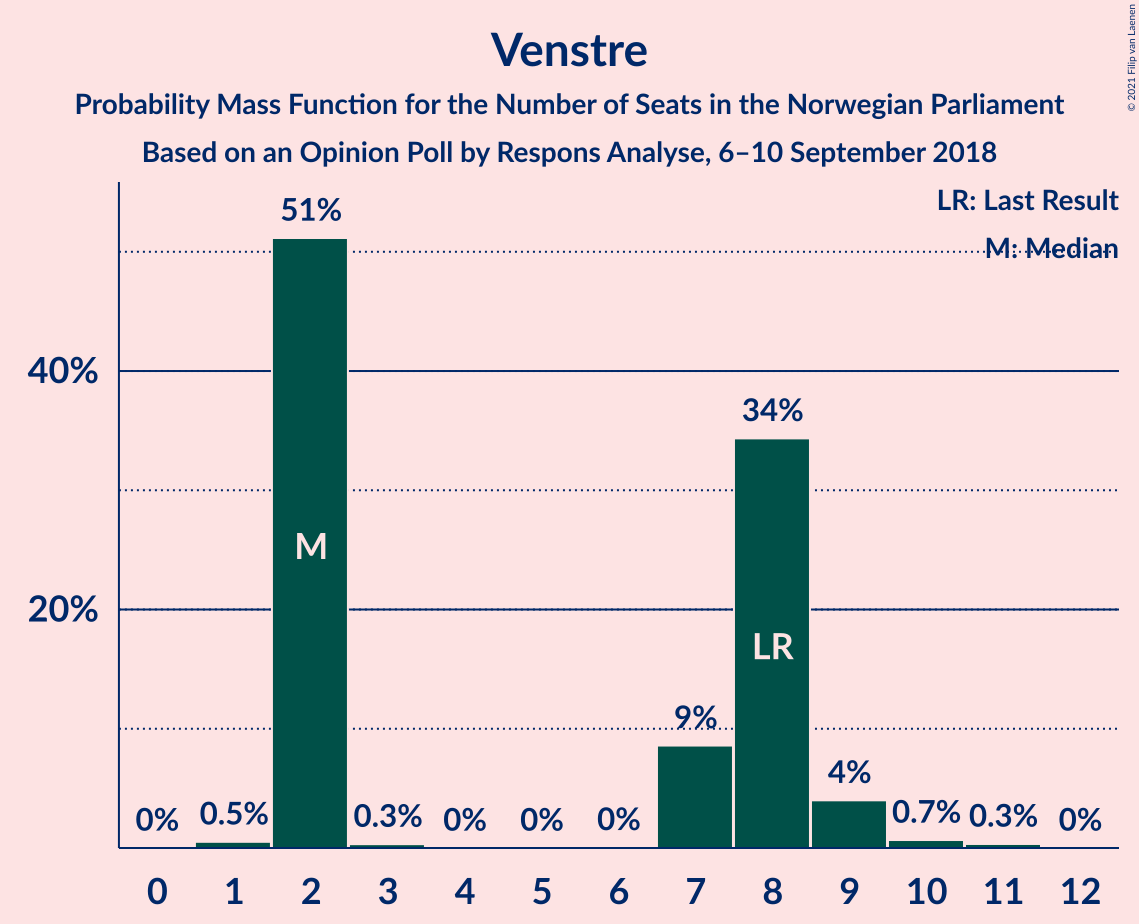 Venstre
Probability Mass Function for the Number of Seats in the Norwegian Parliament
Based on an Opinion Poll by Respons Analyse, 6–10 September 2018
© 2021 Filip van Laenen
LR: Last Result
M: Median
51%
40%
34%
M
20%
LR
9%
4%
0% 0.5% 0.3% 0% 0% 0% 0.7% 0.3% 0%
0 1 2 3 4 5 6 7 8 9 10 11 12